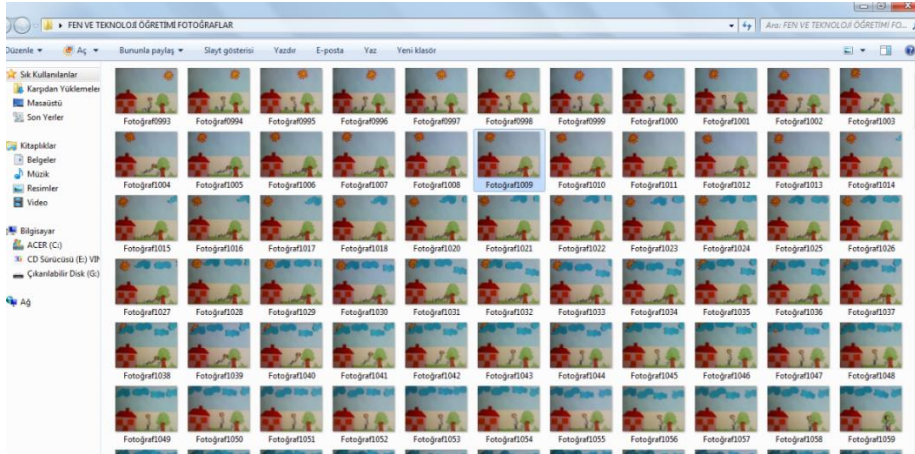 FEN VE TEKNOLOJİ ÖĞRETİMİ FOTOĞRAFLAR
Ara: FEN VE TEKNOLOJİ ÖĞRETİMİ FO...
Düzenle Aç Bununla paylaş Slayt gösterisi Yazdır E-posta Yaz Yeni klasör
Sık Kullanılanlar
Karşıdan Yüklemeler
Masaüstü
Son Yerler
Kitaplıklar
Belgeler
Müzik
Resimler
Video
Bilgisayar
ACER (C:)
CD Sürücüsü (E:)
Çıkarılabilir Disk (G:)
Ağ
Fotoğraf0993 Fotoğraf0994 Fotoğraf0995 Fotoğraf0996 Fotoğraf0997 Fotoğraf0998 Fotoğraf0999 Fotoğraf1000 Fotoğraf1001 Fotoğraf1002 Fotoğraf1003
Fotoğraf1004 Fotoğraf1005 Fotoğraf1006 Fotoğraf1007 Fotoğraf1008 Fotoğraf1009 Fotoğraf1010 Fotoğraf1011 Fotoğraf1012 Fotoğraf1013 Fotoğraf1014
Fotoğraf1015 Fotoğraf1016 Fotoğraf1017 Fotoğraf1018 Fotoğraf1020 Fotoğraf1021 Fotoğraf1022 Fotoğraf1023 Fotoğraf1024 Fotoğraf1025 Fotoğraf1026
Fotoğraf1027 Fotoğraf1028 Fotoğraf1029 Fotoğraf1030 Fotoğraf1031 Fotoğraf1032 Fotoğraf1033 Fotoğraf1034 Fotoğraf1035 Fotoğraf1036 Fotoğraf1037
Fotoğraf1038 Fotoğraf1039 Fotoğraf1040 Fotoğraf1041 Fotoğraf1042 Fotoğraf1043 Fotoğraf1044 Fotoğraf1045 Fotoğraf1046 Fotoğraf1047 Fotoğraf1048
Fotoğraf1049 Fotoğraf1050 Fotoğraf1051 Fotoğraf1052 Fotoğraf1053 Fotoğraf1054 Fotoğraf1055 Fotoğraf1056 Fotoğraf1057 Fotoğraf1058 Fotoğraf1059